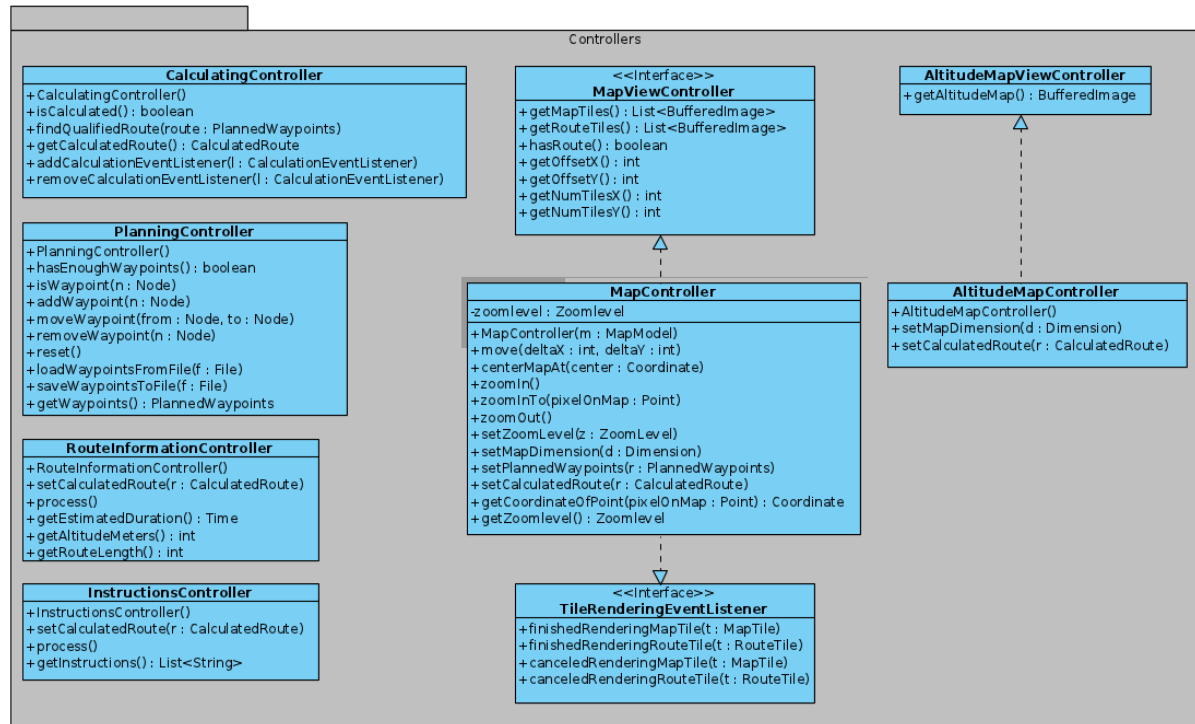 Controllers
CalculatingController
+CalculatingController()
+isCalculated() : boolean
+findQualifiedRoute(route : PlannedWaypoints)
+getCalculatedRoute() : CalculatedRoute
+addCalculationEventListener(l : CalculationEventListener)
+removeCalculationEventListener(l : CalculationEventListener)
PlanningController
+PlanningController()
+hasEnoughWaypoints() : boolean
+isWaypoint(n : Node)
+addWaypoint(n : Node)
+moveWaypoint(from : Node, to : Node)
+removeWaypoint(n : Node)
+reset()
+loadWaypointsFromFile(f : File)
+saveWaypointsToFile(f : File)
+getWaypoints() : PlannedWaypoints
RouteInformationController
+RouteInformationController()
+setCalculatedRoute(r : CalculatedRoute)
+process()
+getEstimatedDuration() : Time
+getAltitudeMeters() : int
+getRouteLength() : int
InstructionsController
+InstructionsController()
+setCalculatedRoute(r : CalculatedRoute)
+process()
+getInstructions() : List<String>
<<Interface>>
MapViewController
+getMapTiles() : List<BufferedImage>
+getRouteTiles() : List<BufferedImage>
+hasRoute() : boolean
+getOffsetX() : int
+getOffsetY() : int
+getNumTilesX() : int
+getNumTilesY() : int
MapController
-zoomlevel : Zoomlevel
+MapController(m : MapModel)
+move(deltaX : int, deltaY : int)
+centerMapAt(center : Coordinate)
+zoomIn()
+zoomInTo(pixelOnMap : Point)
+zoomOut()
+setZoomLevel(z : ZoomLevel)
+setMapDimension(d : Dimension)
+setPlannedWaypoints(r : PlannedWaypoints)
+setCalculatedRoute(r : CalculatedRoute)
+getCoordinateOfPoint(pixelOnMap : Point) : Coordinate
+getZoomlevel() : Zoomlevel
<<Interface>>
TileRenderingEventListener
+finishedRenderingMapTile(t : MapTile)
+finishedRenderingRouteTile(t : RouteTile)
+canceledRenderingMapTile(t : MapTile)
+canceledRenderingRouteTile(t : RouteTile)
AltitudeMapViewController
+getAltitudeMap() : BufferedImage
AltitudeMapController
+AltitudeMapController()
+setMapDimension(d : Dimension)
+setCalculatedRoute(r : CalculatedRoute)